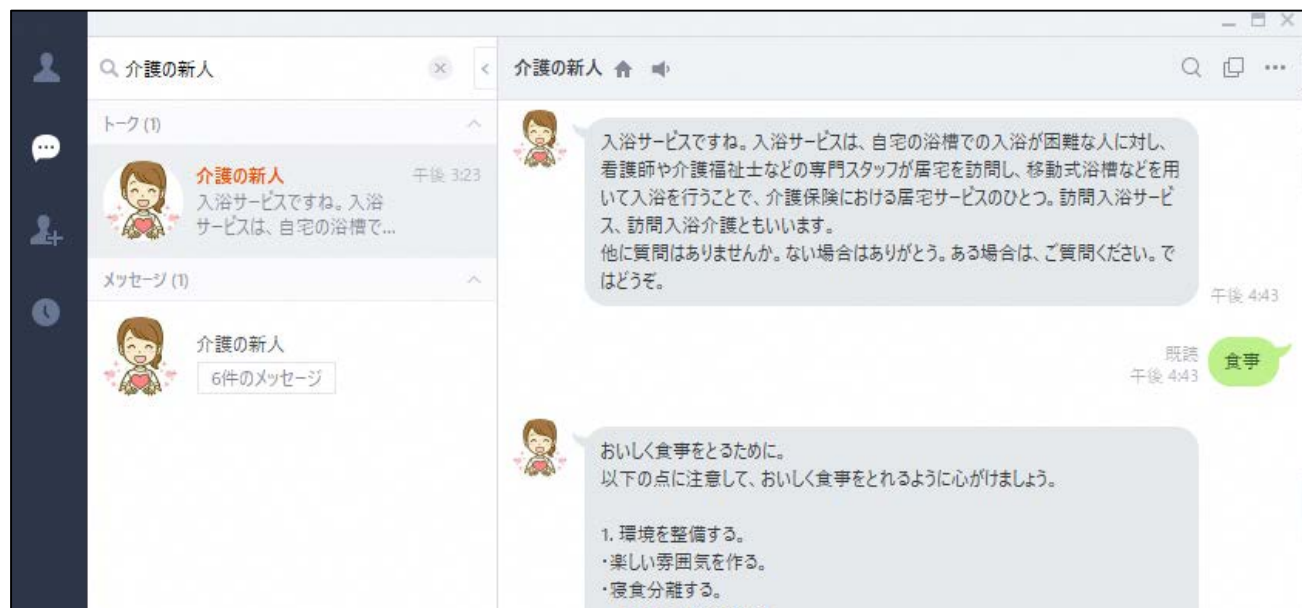 介護の新人
トーク (1)
介護の新人
午後 3:23
入浴サービスですね。入浴
サービスは、自宅の浴槽で...
メッセージ (1)
介護の新人
6件のメッセージ
介護の新人
入浴サービスですね。入浴サービスは、自宅の浴槽での入浴が困難な人に対し、
看護師や介護福祉士などの専門スタッフが居宅を訪問し、移動式浴槽などを用
いて入浴を行うことで、介護保険における居宅サービスのひとつ。訪問入浴サービ
ス、訪問入浴介護ともいいます。
他に質問はありませんか。ない場合はありがとう。ある場合は、ご質問ください。で
はどうぞ。
午後 4:43
既読
午後 4:43
食事
おいしく食事をとるために。
以下の点に注意して、おいしく食事をとれるように心がけましょう。
1. 環境を整備する。
・楽しい雰囲気を作る。
・寝食分離する。